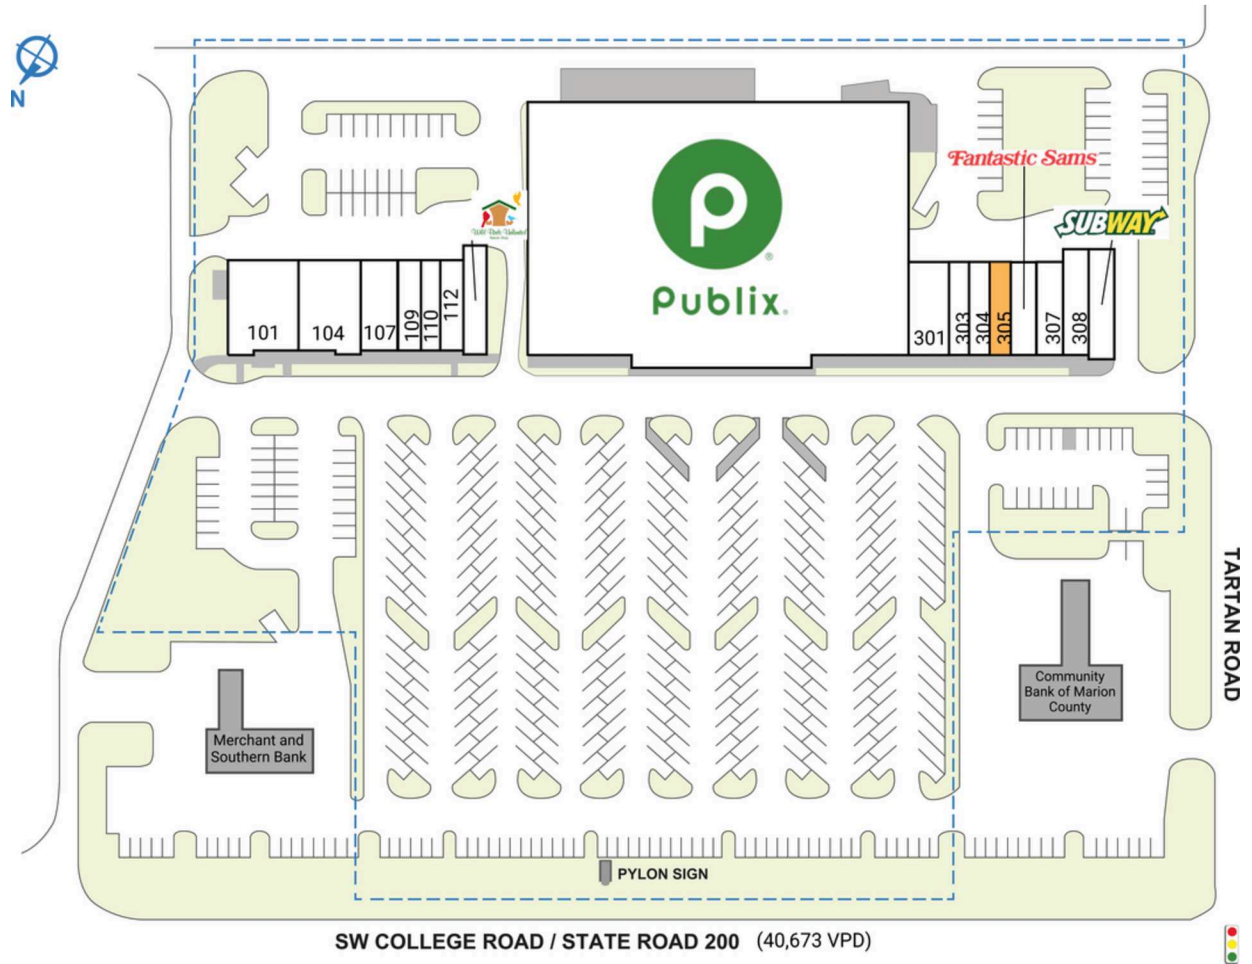 N
Fantastic Sams
SUBWAY
Publix
101
104
107
109
110
112
301
303
304
305
307
308
TARTAN ROAD
Community
Bank of Marion
County
Merchant and
Southern Bank
PYLON SIGN
SW COLLEGE ROAD / STATE ROAD 200 (40,673 VPD)